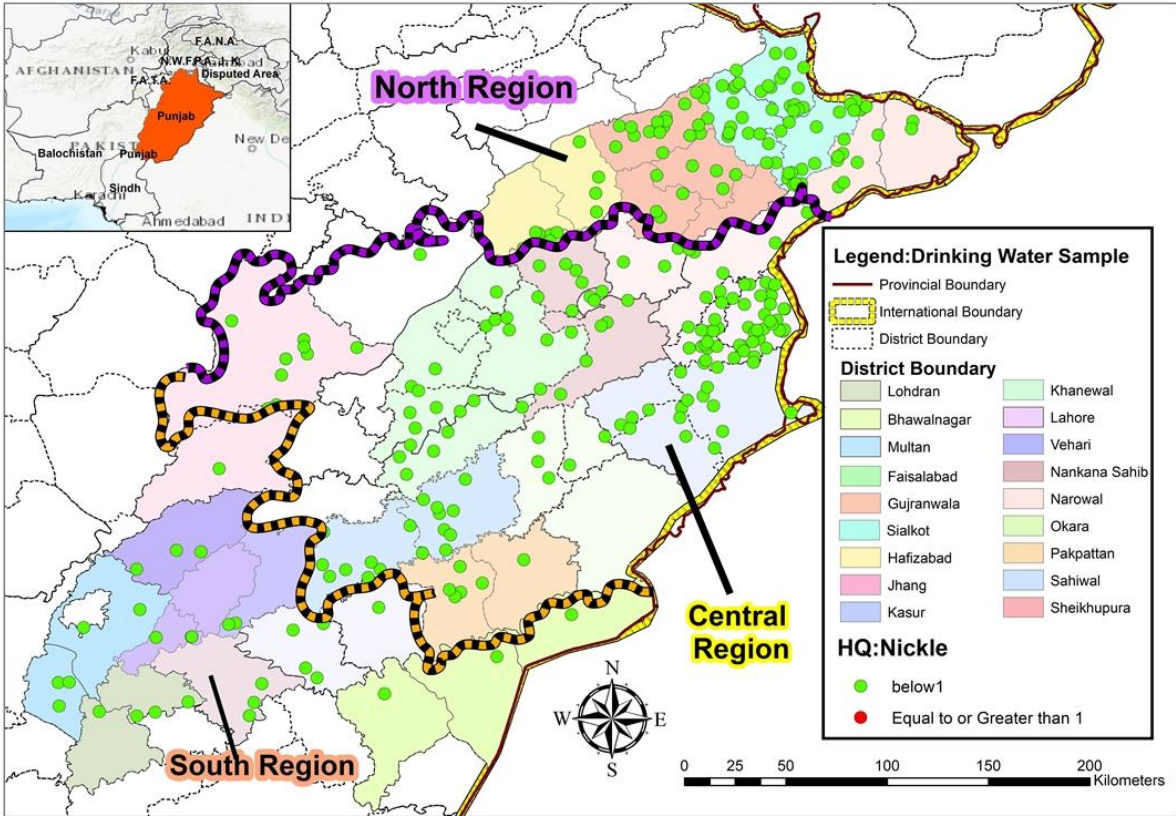 F.A.N.A.
Kabul
N.W.F.P.A. J. K.
AFGHANISTAN
Disputed Area
F.A.T.A.
Punjab
PAKIST
New De
Balochistan
Punjab
Sindh
Karachi
Ahmedabad
INDI
North Region
Central
Region
South Region
Legend:Drinking Water Sample
Provincial Boundary
International Boundary
District Boundary
District Boundary
Lohdran
Bhawalnagar
Multan
Faisalabad
Gujranwala
Sialkot
Hafizabad
Jhang
Kasur
Khanewal
Lahore
Vehari
Nankana Sahib
Narowal
Okara
Pakpattan
Sahiwal
Sheikhupura
HQ:Nickle
below1
Equal to or Greater than 1
N
W E
S
0 25 50 100 150 200
Kilometers